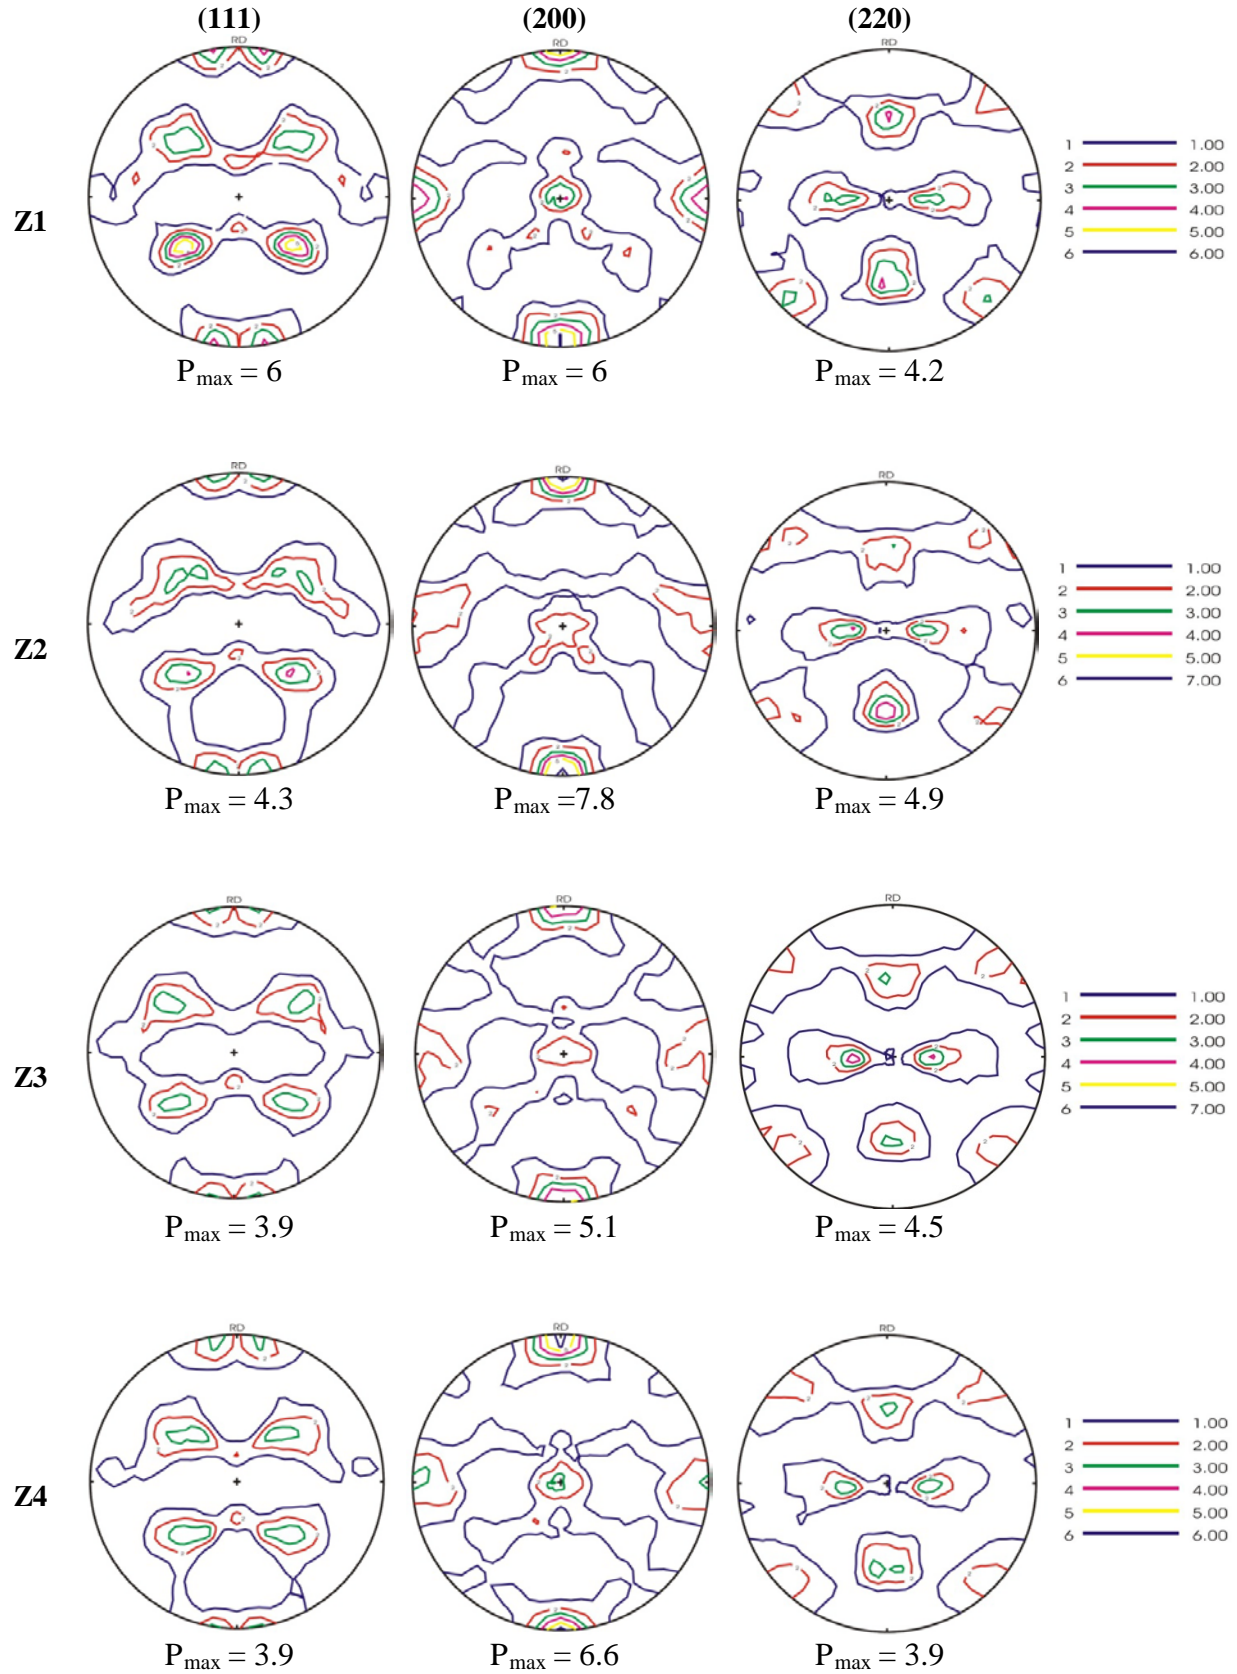 (111) (200) (220)
RD RD RD
Z1
1 1.00
2 2.00
3 3.00
4 4.00
5 5.00
6 6.00
Pmax = 6 Pmax = 6 Pmax = 4.2
RD RD RD
Z2
1 1.00
2 2.00
3 3.00
4 4.00
5 5.00
6 7.00
Pmax = 4.3 Pmax =7.8 Pmax = 4.9
RD RD RD
Z3
1 1.00
2 2.00
3 3.00
4 4.00
5 5.00
6 7.00
Pmax = 3.9 Pmax = 5.1 Pmax = 4.5
RD RD RD
Z4
1 1.00
2 2.00
3 3.00
4 4.00
5 5.00
6 6.00
Pmax = 3.9 Pmax = 6.6 Pmax = 3.9